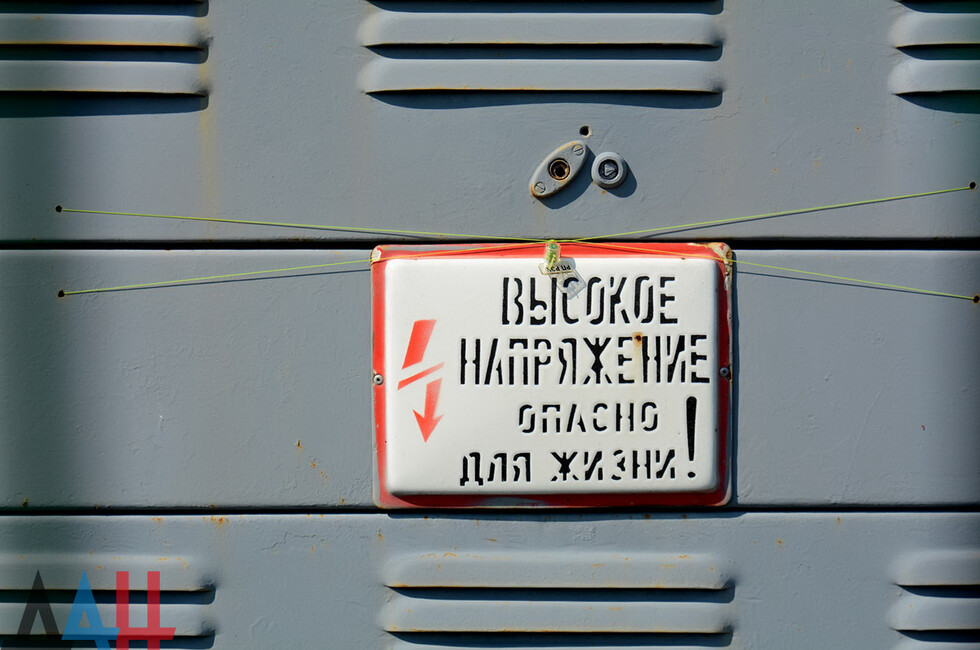 ВЫСОКОЕ
НАПРЯЖЕНИЕ
ОПАСНО
ДЛЯ ЖИЗНИ!
ДАН